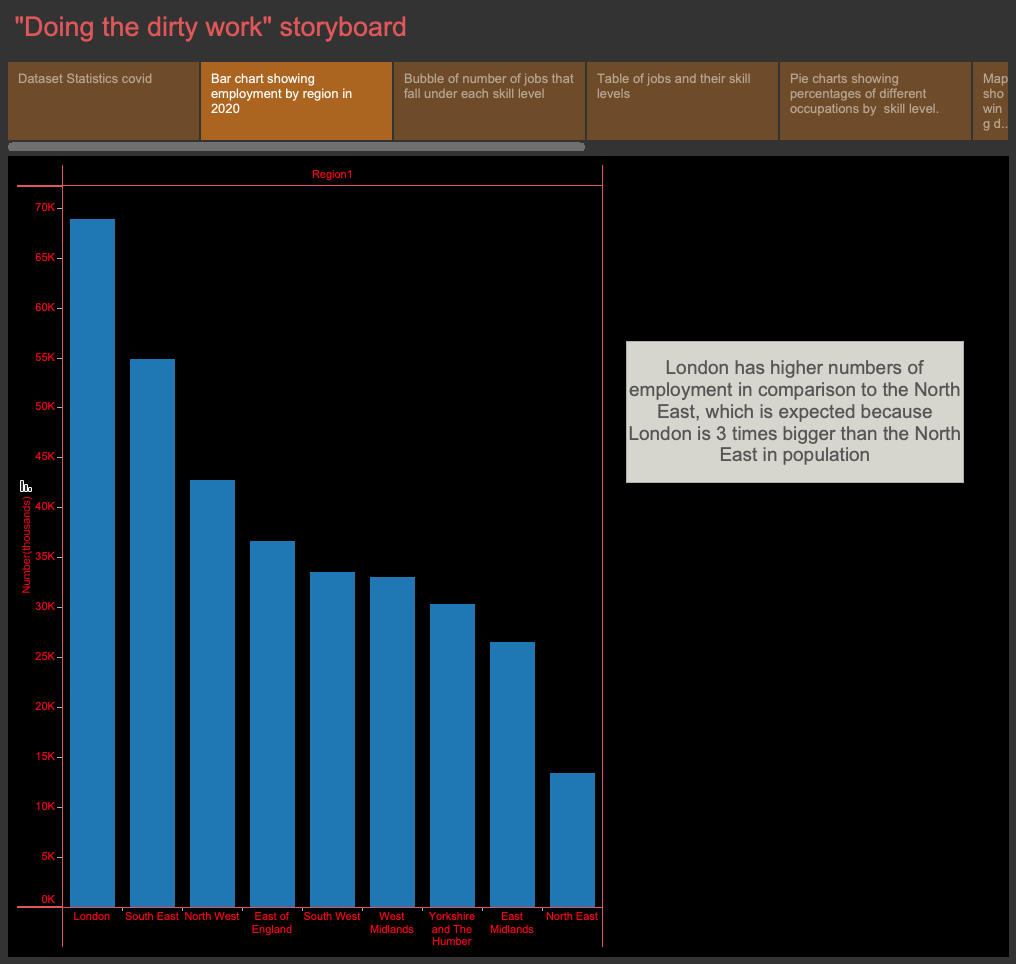 "Doing the dirty work" storyboard
Dataset Statistics covid
Bar chart showing
employment by region in
2020
Bubble of number of jobs that
fall under each skill level
Table of jobs and their skill
levels
Pie charts showing
percentages of different
occupations by  skill level.
Map
sho
win
g d..
Region1
70K
65K
60K
55K
50K
45K
40K
35K
30K
25K
20K
15K
10K
5K
0K
Number(thousands)
London
South East
North West
East of
England
South West
West
Midlands
Yorkshire
and The
Humber
East
Midlands
North East
London has higher numbers of
employment in comparison to the North
East, which is expected because
London is 3 times bigger than the North
East in population